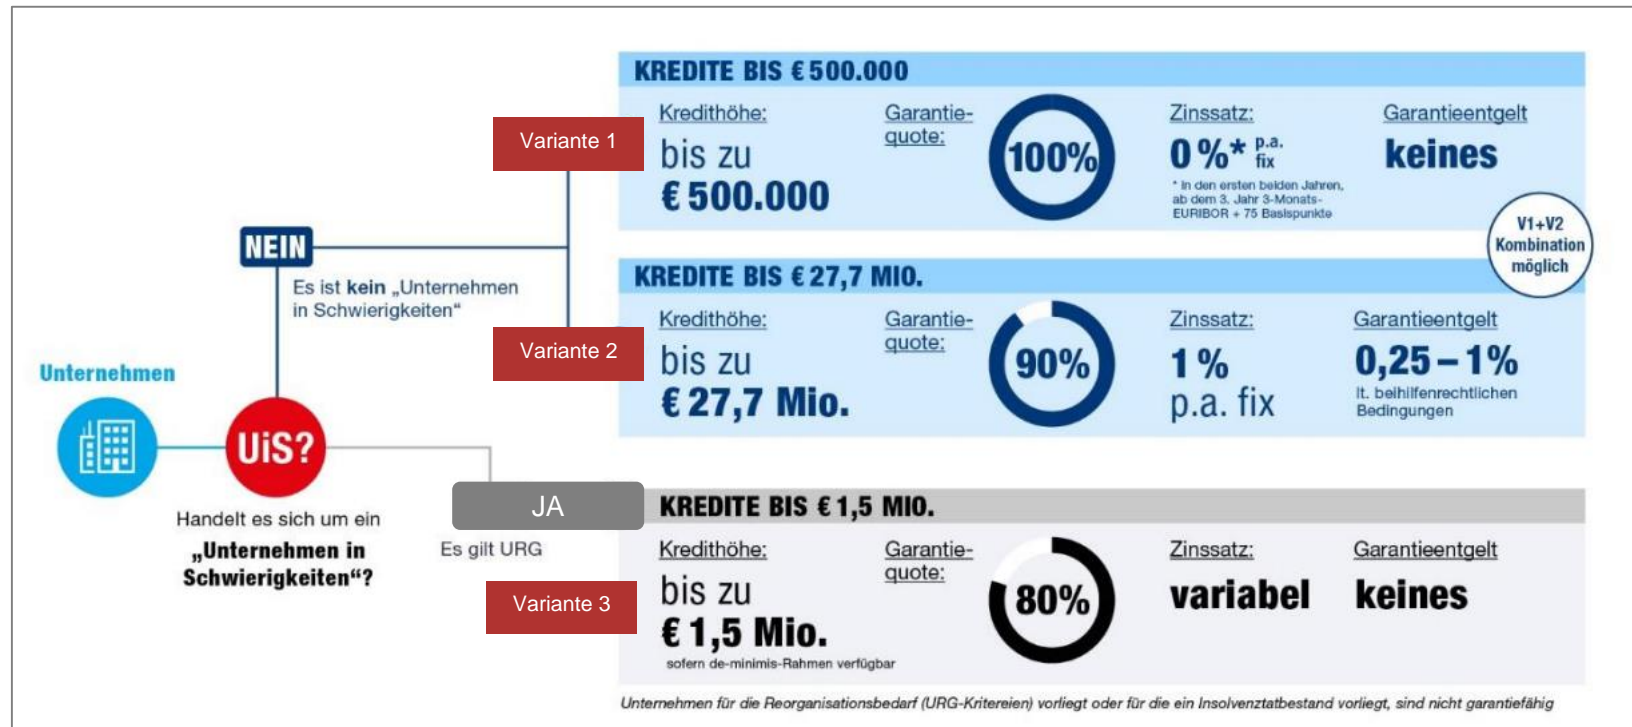 KREDITE BIS € 500.000
Variante 1
Kredithöhe:
bis zu
€ 500.000
Garantie-
quote:
100%
Zinssatz:
0 %* p.a.
fix
* In den ersten beiden Jahren,
ab dem 3. Jahr 3-Monats-
EURIBOR + 75 Basispunkte
Garantieentgelt
keines
V1+V2
Kombination
möglich
NEIN
Es ist kein „Unternehmen
in Schwierigkeiten“
KREDITE BIS € 27,7 MIO.
Variante 2
Kredithöhe:
bis zu
€ 27,7 Mio.
Garantie-
quote:
90%
Zinssatz:
1 %
p.a. fix
Garantieentgelt
0,25 – 1%
lt. beihilfenrechtlichen
Bedingungen
Unternehmen
UiS?
Handelt es sich um ein
„Unternehmen in
Schwierigkeiten“?
JA
Es gilt URG
KREDITE BIS € 1,5 MIO.
Variante 3
Kredithöhe:
bis zu
€ 1,5 Mio.
sofern de-minimis-Rahmen verfügbar
Garantie-
quote:
80%
Zinssatz:
variabel
Garantieentgelt
keines
Unternehmen für die Reorganisationsbedarf (URG-Kritereien) vorliegt oder für die ein Insolvenztatbestand vorliegt, sind nicht garantiefähig